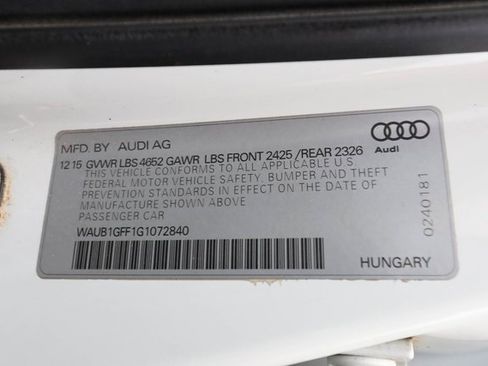 MFD. BY AUDI AG
12 15 GVWR LBS 4652 GAWR LBS FRONT 2425 / REAR 2326
THIS VEHICLE CONFORMS TO ALL APPLICABLE U.S.
FEDERAL MOTOR VEHICLE SAFETY, BUMPER AND THEFT
PREVENTION STANDARDS IN EFFECT ON THE DATE OF
MANUFACTURE SHOWN ABOVE
PASSENGER CAR
WAUB1GFF1G1072840
Audi
0240181
HUNGARY